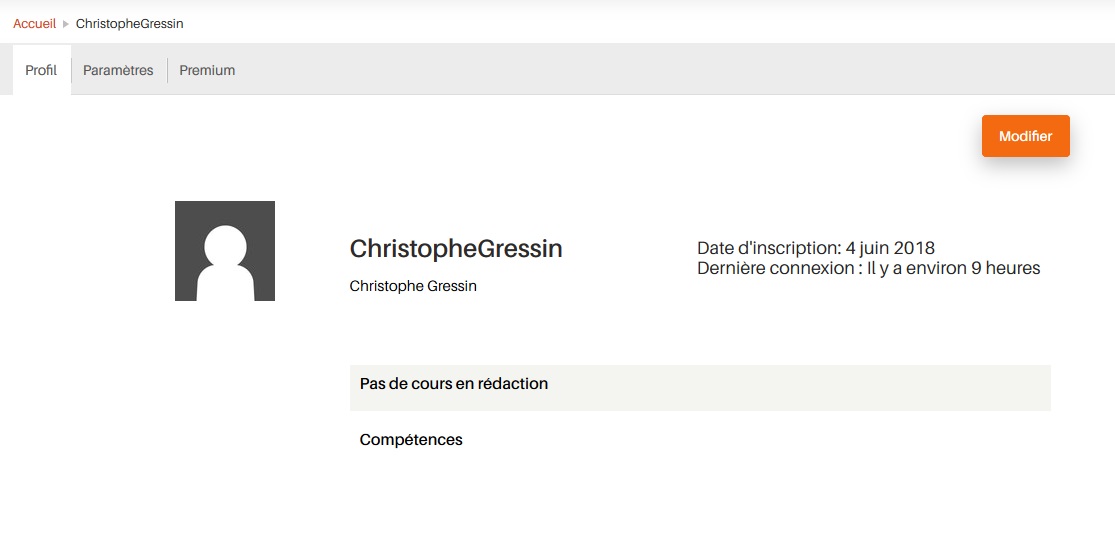 Accueil ▸ ChristopheGressin
Profil Paramètres Premium
Modifier
ChristopheGressin
Christophe Gressin
Date d'inscription: 4 juin 2018
Dernière connexion : Il y a environ 9 heures
Pas de cours en rédaction
Compétences